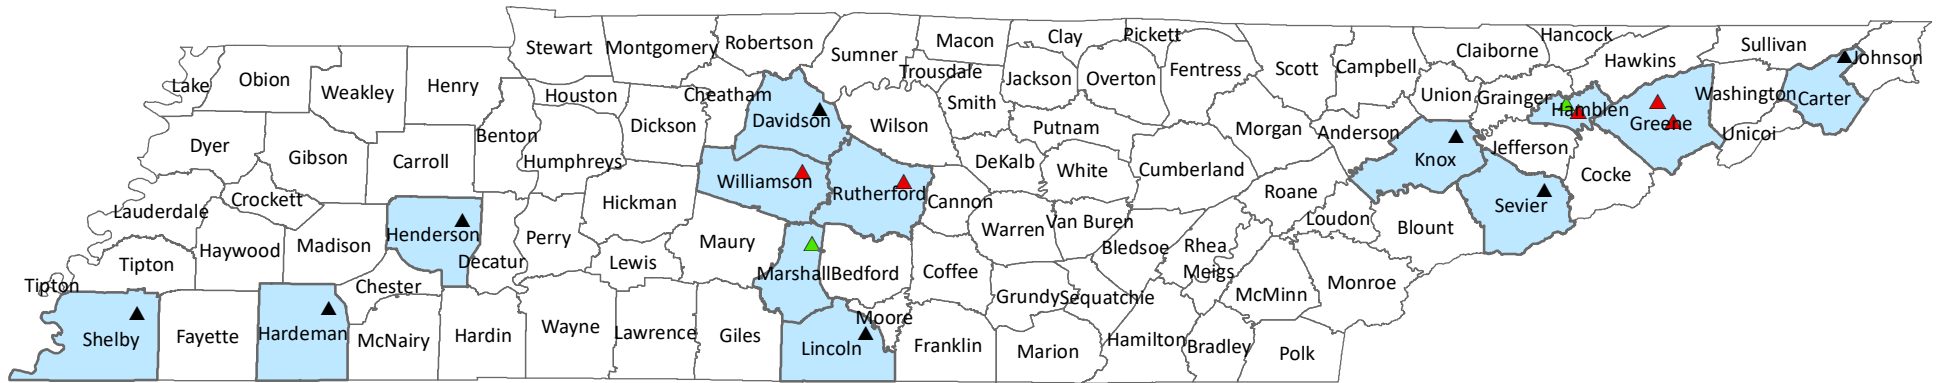 Stewart
Montgomery
Robertson
Sumner
Macon
Clay
Pickett
Fentress
Scott
Campbell
Claiborne
Hancock
Hawkins
Sullivan
Johnson
Lake
Obion
Weakley
Henry
Houston
Cheatham
Trousdale
Jackson
Overton
Union
Grainger
Hamblen
Greene
Washington
Carter
Unicoi
Benton
Dickson
Davidson
Wilson
Smith
Putnam
Morgan
Anderson
Knox
Jefferson
Dyer
Gibson
Carroll
Humphreys
Williamson
Rutherford
DeKalb
White
Cumberland
Roane
Sevier
Cocke
Lauderdale
Crockett
Hickman
Cannon
Warren
Van Buren
Bledsoe
Rhea
Meigs
Loudon
Blount
Haywood
Madison
Henderson
Decatur
Perry
Lewis
Maury
Marshall
Bedford
Coffee
Grundy
Sequatchie
McMinn
Monroe
Tipton
Tipton
Chester
Moore
Shelby
Fayette
Hardeman
McNairy
Hardin
Wayne
Lawrence
Giles
Lincoln
Franklin
Marion
Hamilton
Bradley
Polk